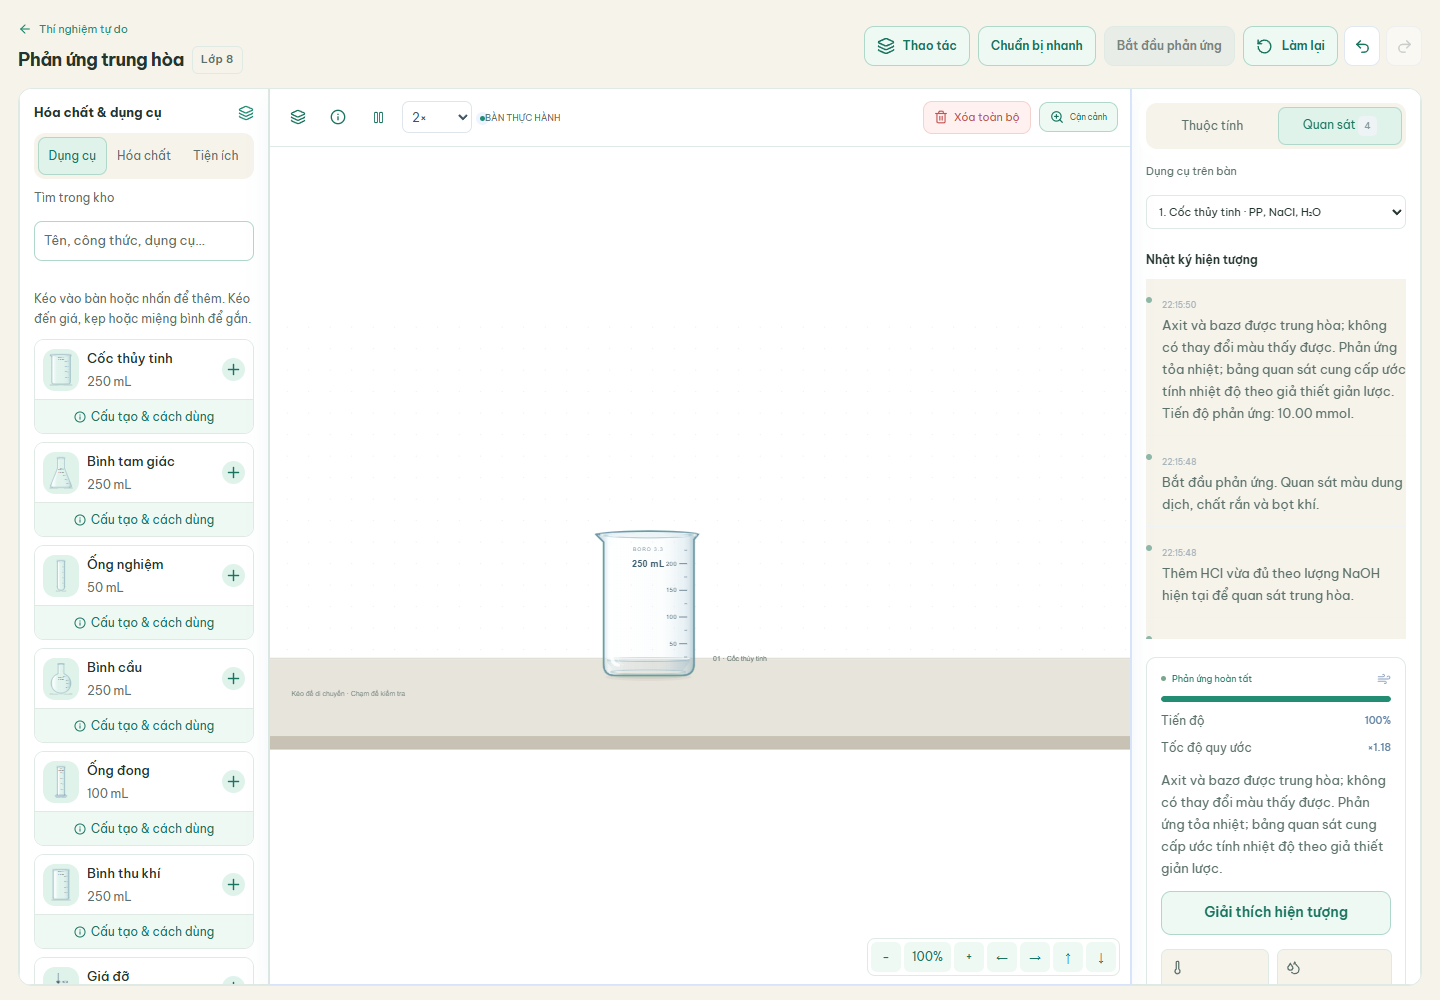 Thí nghiệm tự do
Phản ứng trung hòa
Lớp 8
Thao tác
Chuẩn bị nhanh
Bắt đầu phản ứng
Làm lại
Hóa chất & dụng cụ
Dụng cụ
Hóa chất
Tiện ích
Tìm trong kho
Tên, công thức, dụng cụ...
Kéo vào bàn hoặc nhấn để thêm. Kéo
đến giá, kẹp hoặc miệng bình để gắn.
Cốc thủy tinh
250 mL
Cấu tạo & cách dùng
Bình tam giác
250 mL
Cấu tạo & cách dùng
Ống nghiệm
50 mL
Cấu tạo & cách dùng
Bình cầu
250 mL
Cấu tạo & cách dùng
Ống đong
100 mL
Cấu tạo & cách dùng
Bình thu khí
250 mL
Cấu tạo & cách dùng
Giá đỡ
2×
BÀN THỰC HÀNH
Xóa toàn bộ
Cận cảnh
BORO 3.3
250 mL
200
150
100
50
01 · Cốc thủy tinh
Kéo để di chuyển · Chạm để kiểm tra
-
100%
+
← → ↑ ↓
Thuộc tính
Quan sát 4
Dụng cụ trên bàn
1. Cốc thủy tinh · PP, NaCl, H₂O
Nhật ký hiện tượng
22:15:50
Axit và bazơ được trung hòa; không
có thay đổi màu thấy được. Phản ứng
tỏa nhiệt; bảng quan sát cung cấp ước
tính nhiệt độ theo giả thiết giản lược.
Tiến độ phản ứng: 10.00 mmol.
22:15:48
Bắt đầu phản ứng. Quan sát màu dung
dịch, chất rắn và bọt khí.
22:15:48
Thêm HCl vừa đủ theo lượng NaOH
hiện tại để quan sát trung hòa.
Phản ứng hoàn tất
Tiến độ
100%
Tốc độ quy ước
×1.18
Axit và bazơ được trung hòa; không
có thay đổi màu thấy được. Phản
ứng tỏa nhiệt; bảng quan sát cung
cấp ước tính nhiệt độ theo giả thiết
giản lược.
Giải thích hiện tượng